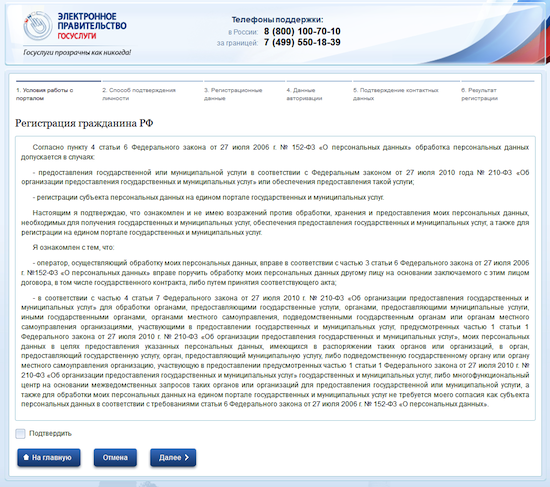 ЭЛЕКТРОННОЕ
ПРАВИТЕЛЬСТВО
ГОСУСЛУГИ
Госуслуги прозрачны как никогда!
Телефоны поддержки:
в России: 8 (800) 100-70-10
за границей: 7 (499) 550-18-39
1. Условия работы с
порталом
2. Способ подтверждения
личности
3. Регистрационные
данные
4. Данные
авторизации
5. Подтверждение контактных
данных
6. Результат
регистрации
Регистрация гражданина РФ
Согласно пункту 4 статьи 6 Федерального закона от 27 июля 2006 г. № 152-ФЗ «О персональных данных» обработка персональных данных
допускается в случаях:
- предоставления государственной или муниципальной услуги в соответствии с Федеральным законом от 27 июля 2010 года № 210-ФЗ «Об
организации предоставления государственных и муниципальных услуг» или обеспечения предоставления такой услуги;
- регистрации субъекта персональных данных на едином портале государственных и муниципальных услуг.
Настоящим я подтверждаю, что ознакомлен и не имею возражений против обработки, хранения и предоставления моих персональных данных,
необходимых для получения государственных и муниципальных услуг, обеспечения предоставления государственных и муниципальных услуг, а также для
регистрации на едином портале государственных и муниципальных услуг.
Я ознакомлен с тем, что:
- оператор, осуществляющий обработку моих персональных данных, вправе в соответствии с частью 3 статьи 6 Федерального закона от 27 июля 2006
г. №152-ФЗ «О персональных данных» вправе поручить обработку моих персональных данных другому лицу на основании заключаемого с этим лицом
договора, в том числе государственного контракта, либо путем принятия соответствующего акта;
- в соответствии с частью 4 статьи 7 Федерального закона от 27 июля 2010 г. № 210-ФЗ «Об организации предоставления государственных и
муниципальных услуг» для обработки органами, предоставляющими государственные услуги, органами, предоставляющими муниципальные услуги,
иными государственными органами, органами местного самоуправления, подведомственными государственным органам или органам местного
самоуправления организациями, участвующими в предоставлении государственных и муниципальных услуг, предусмотренных частью 1 статьи 1
Федерального закона от 27 июля 2010 г. № 210-ФЗ «Об организации предоставления государственных и муниципальных услуг», моих персональных
данных в целях предоставления указанных персональных данных, имеющихся в распоряжении таких органов или организаций, в орган,
предоставляющий государственную услугу, орган, предоставляющий муниципальную услугу, либо подведомственную государственному органу или органу
местного самоуправления организацию, участвующую в предоставлении предусмотренных частью 1 статьи 1 Федерального закона от 27 июля 2010 г. №
210-ФЗ «Об организации предоставления государственных и муниципальных услуг» государственных и муниципальных услуг, либо многофункциональный
центр на основании межведомственных запросов таких органов или организаций для предоставления государственной или муниципальной услуги, а
также для обработки моих персональных данных на едином портале государственных и муниципальных услуг не требуется моего согласия как субъекта
персональных данных в соответствии с требованиями статьи 6 Федерального закона от 27 июля 2006 г. № 152-ФЗ «О персональных данных».
Подтвердить
На главную
Отмена
Далее